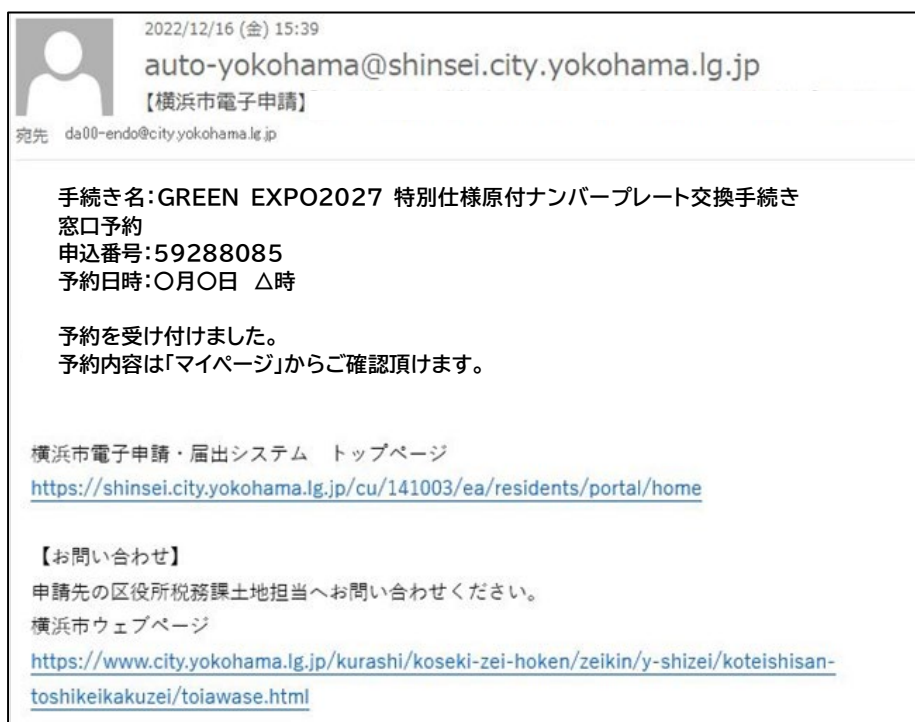 2022/12/16 (金) 15:39
auto-yokohama@shinsei.city.yokohama.lg.jp
【横浜市電子申請】
宛先 da00-endo@city.yokohama.lg.jp
手続き名：GREEN EXPO2027 特別仕様原付ナンバープレート交換手続き
窓口予約
申込番号：59288085
予約日時：〇月〇日 △時
予約を受け付けました。
予約内容は「マイページ」からご確認頂けます。
横浜市電子申請・届出システム トップページ
https://shinsei.city.yokohama.lg.jp/cu/141003/ea/residents/portal/home
【お問い合わせ】
申請先の区役所税務課土地担当へお問い合わせください。
横浜市ウェブページ
https://www.city.yokohama.lg.jp/kurashi/koseki-zei-hoken/zeikin/y-shizei/koteishisan-
toshikeikakuzei/toiawase.html